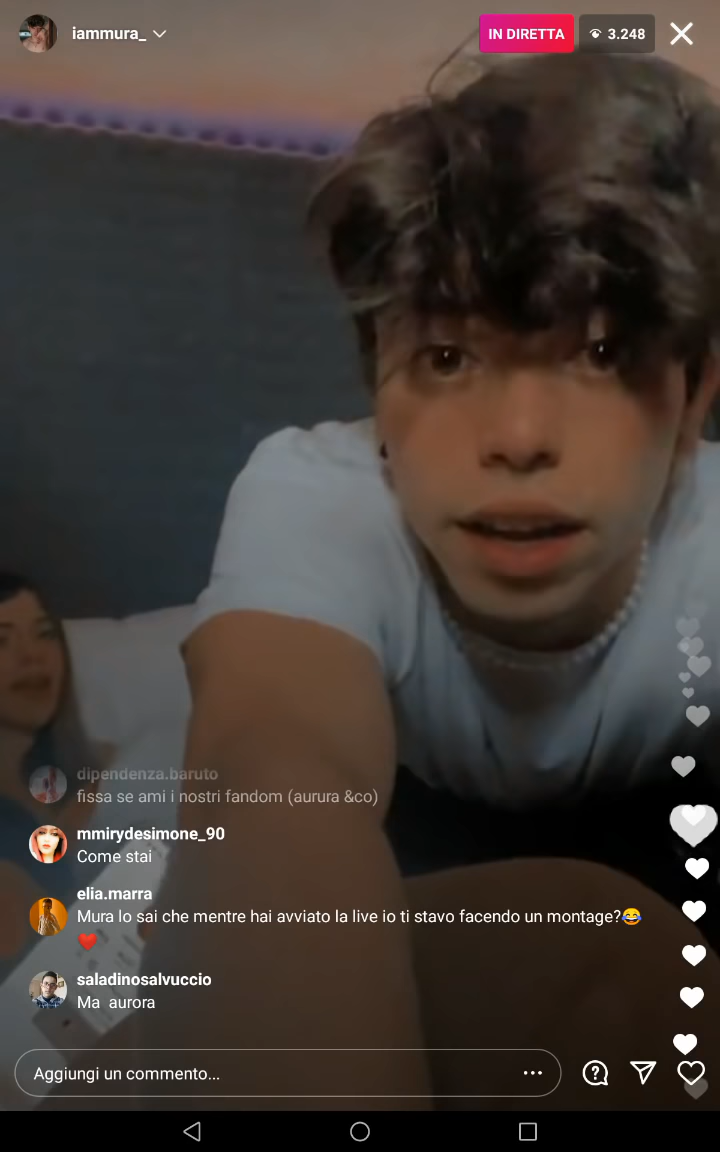 iammura_
IN DIRETTA
3.248
dipendenza.baruto
fissa se ami i nostri fandom (aurura &co)
mmirydesimone_90
Come stai
elia.marra
Mura lo sai che mentre hai avviato la live io ti stavo facendo un montage?😂
❤️
saladinosalvuccio
Ma aurora
Aggiungi un commento...